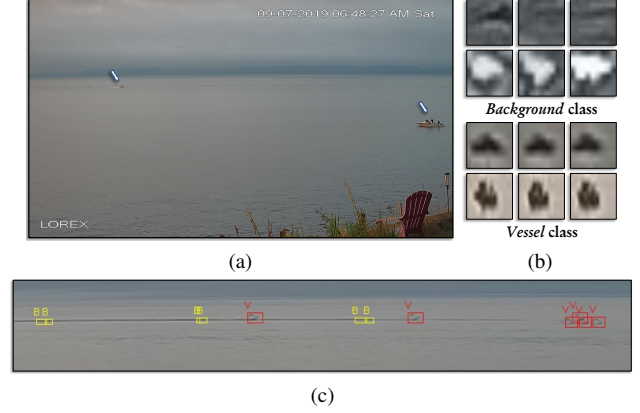 09-07-2019 06:48:27 AM Sat
LOREX
(a)
Background class
Vessel class
(b)
B B
B B
V
B B
V
V V V V
(c)